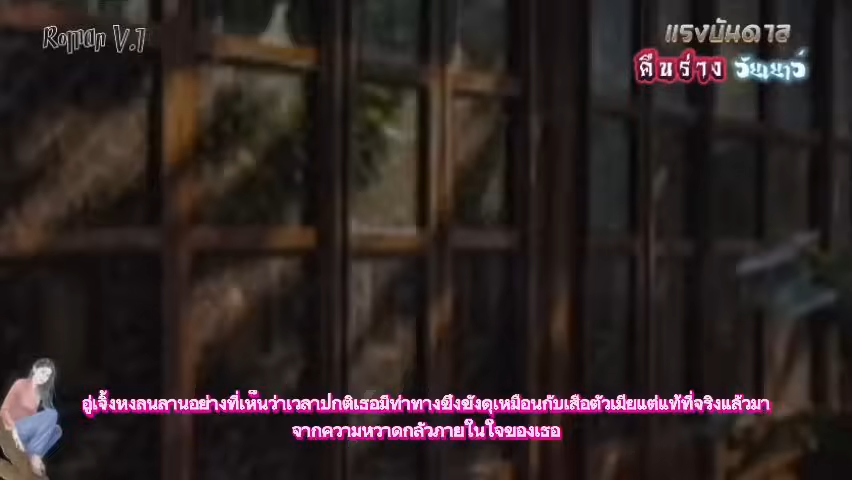 Roman V.1
แรงบันดาล
คืนร่าง วัยเยาว์
อู่เจิ้งหงลนลานอย่างที่เห็นว่าเวลาปกติเธอมีท่าทางขึงขังดุเหมือนกับเสือตัวเมียแต่แท้ที่จริงแล้วมา
จากความหวาดกลัวภายในใจของเธอ